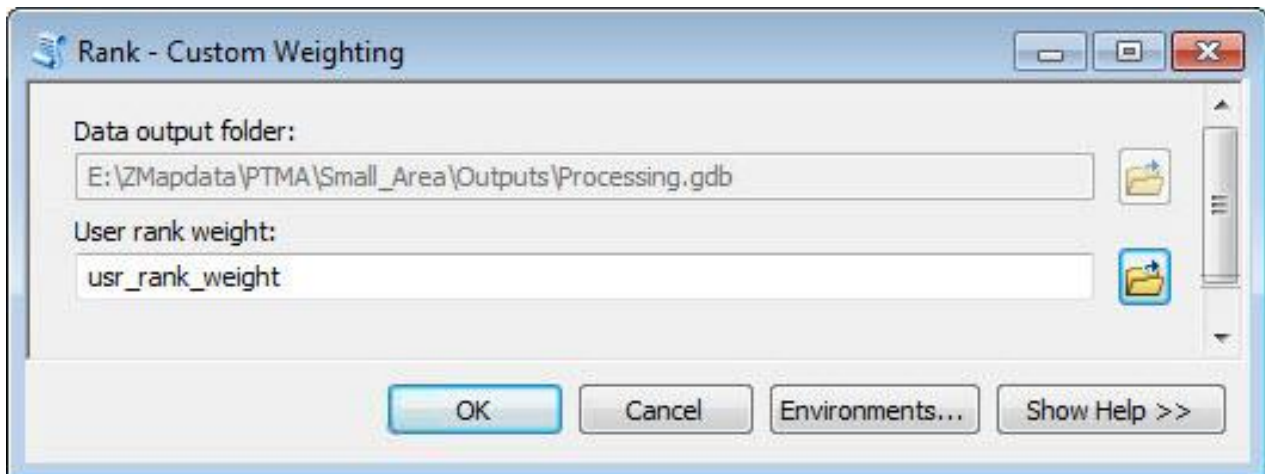 Rank - Custom Weighting
Data output folder:
E:\ZMapdata\PTMA\Small_Area\Outputs\Processing.gdb
User rank weight:
usr_rank_weight
OK Cancel Environments... Show Help >>